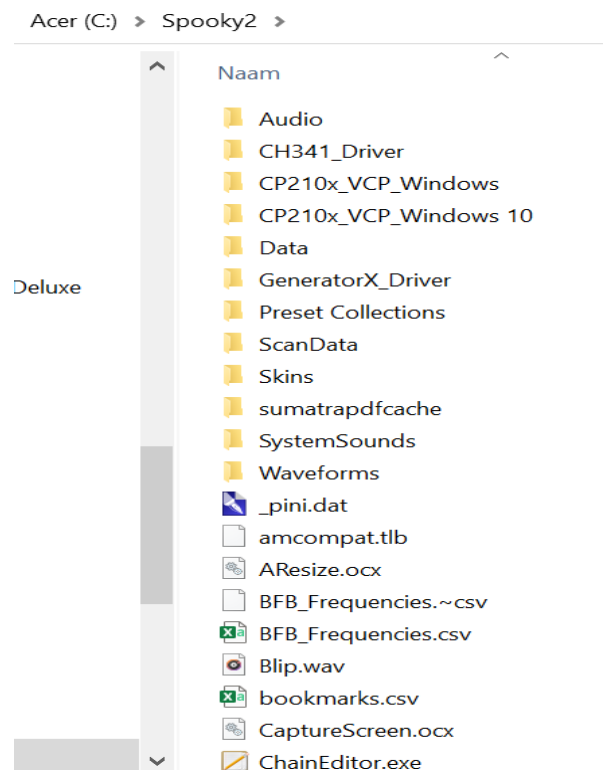 Acer (C:) > Spooky2 >
Naam
Audio
CH341_Driver
CP210x_VCP_Windows
CP210x_VCP_Windows 10
Data
Deluxe
GeneratorX_Driver
Preset Collections
ScanData
Skins
sumatrapdfcache
SystemSounds
Waveforms
_pini.dat
amcompat.tlb
AResize.ocx
BFB_Frequencies.~csv
BFB_Frequencies.csv
Blip.wav
bookmarks.csv
CaptureScreen.ocx
ChainEditor.exe